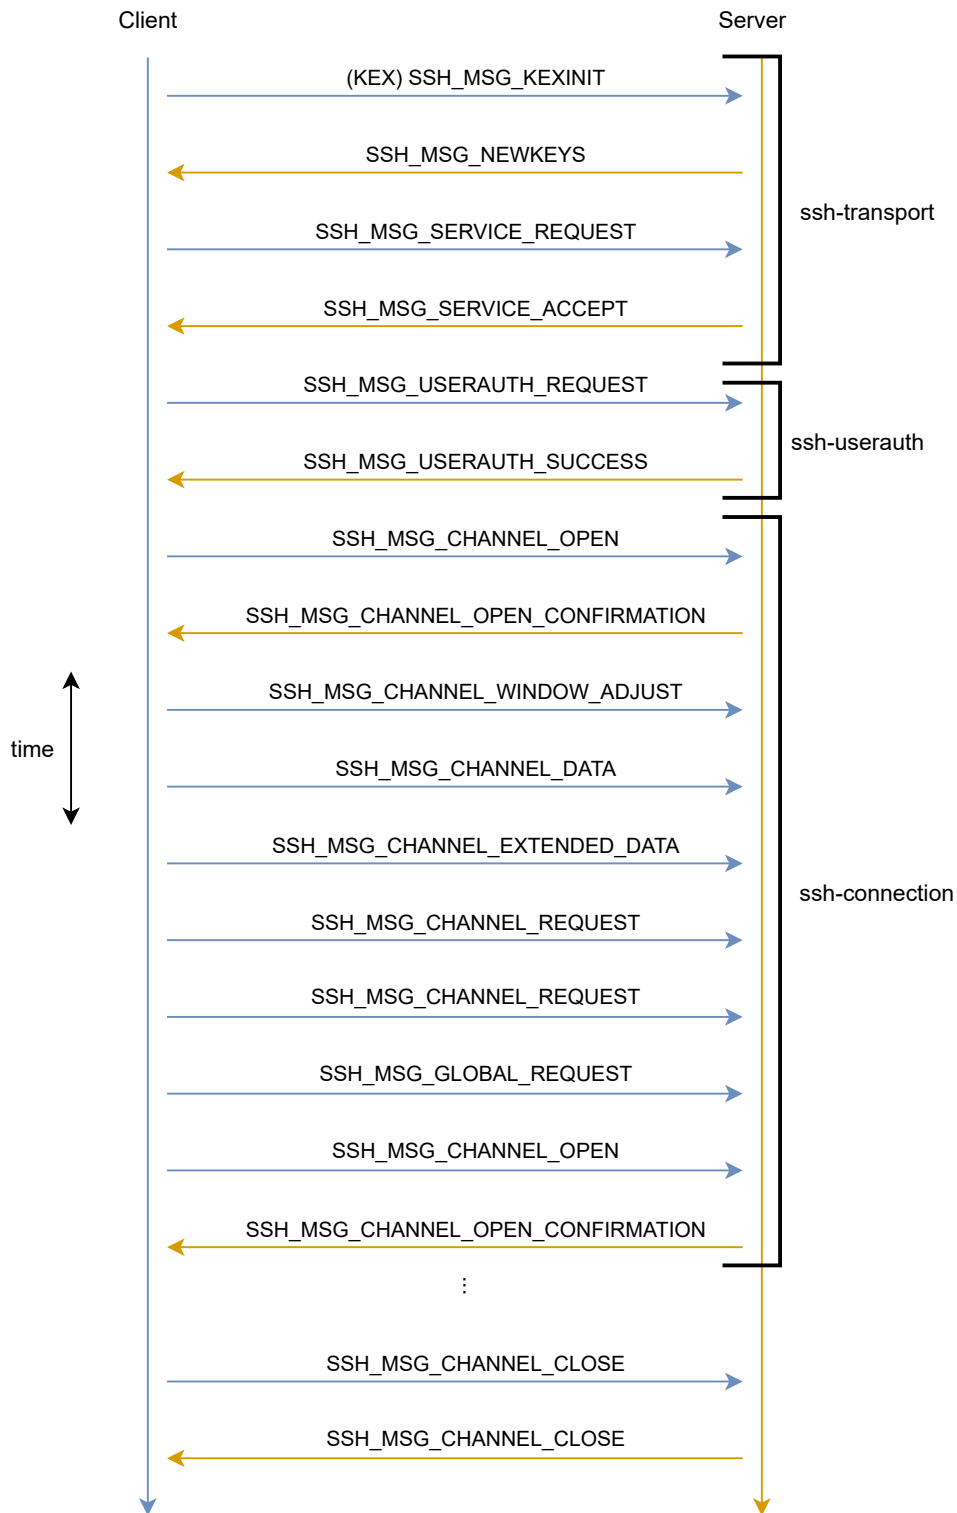 Client
Server
(KEX) SSH_MSG_KEXINIT
SSH_MSG_NEWKEYS
ssh-transport
SSH_MSG_SERVICE_REQUEST
SSH_MSG_SERVICE_ACCEPT
SSH_MSG_USERAUTH_REQUEST
ssh-userauth
SSH_MSG_USERAUTH_SUCCESS
SSH_MSG_CHANNEL_OPEN
SSH_MSG_CHANNEL_OPEN_CONFIRMATION
SSH_MSG_CHANNEL_WINDOW_ADJUST
time
SSH_MSG_CHANNEL_DATA
SSH_MSG_CHANNEL_EXTENDED_DATA
ssh-connection
SSH_MSG_CHANNEL_REQUEST
SSH_MSG_CHANNEL_REQUEST
SSH_MSG_GLOBAL_REQUEST
SSH_MSG_CHANNEL_OPEN
SSH_MSG_CHANNEL_OPEN_CONFIRMATION
⋮
SSH_MSG_CHANNEL_CLOSE
SSH_MSG_CHANNEL_CLOSE